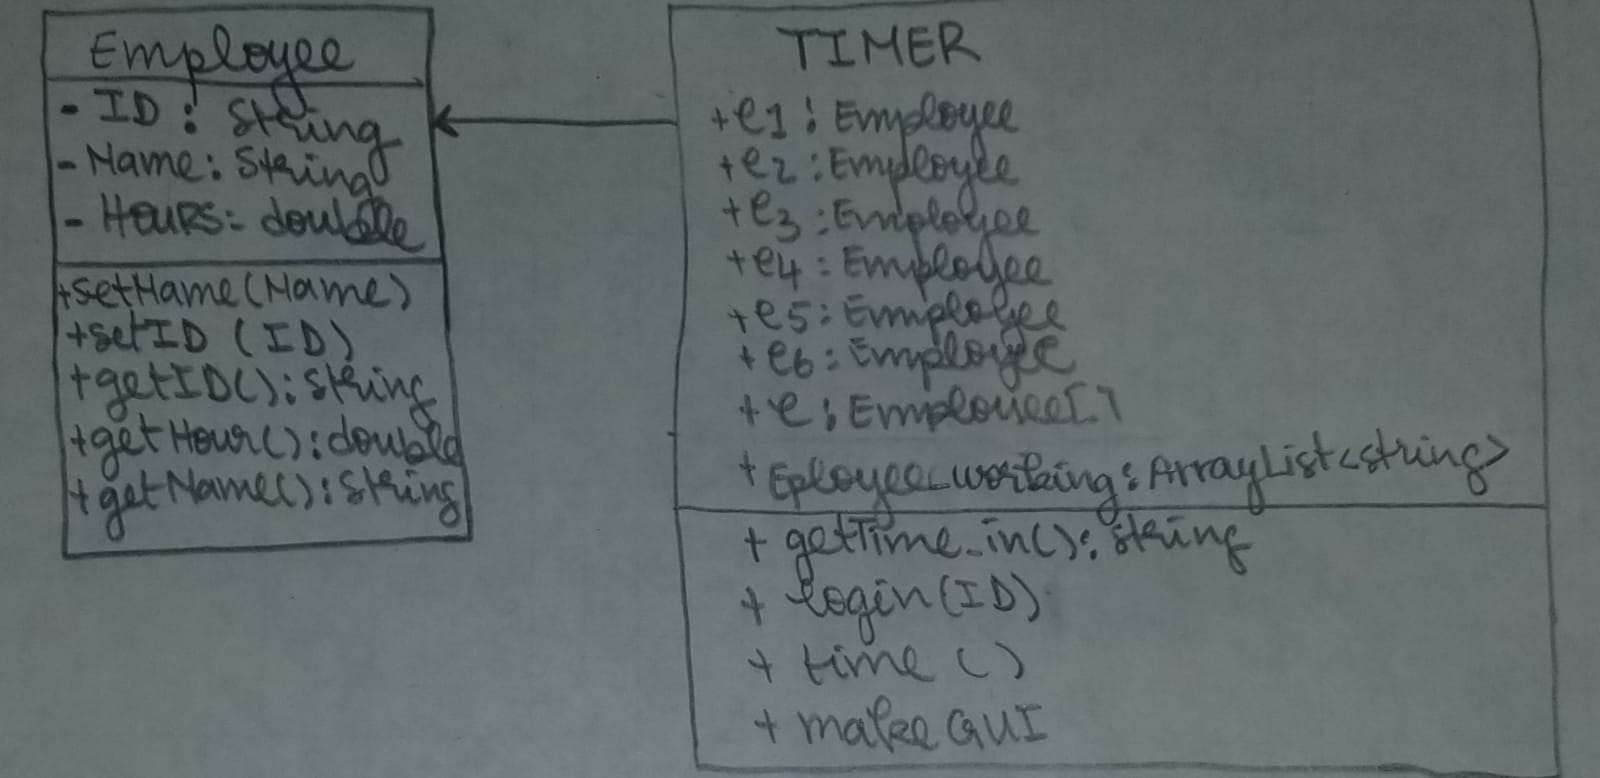 Employee
- ID : String
- Name: String
- HOURS: double
+setName(Name)
+setID (ID)
+getID(): String
+getHour(): double
+getName(): String
TIMER
+e1 : Employee
+e2 : Employee
+e3 : Employee
+e4 : Employee
+e5 : Employee
+e6 : Employee
+ e : Employee[]
+ Eployee_working : ArrayList<string>
+ getTime_in() : String
+ login(ID)
+ time ()
+ make GUI